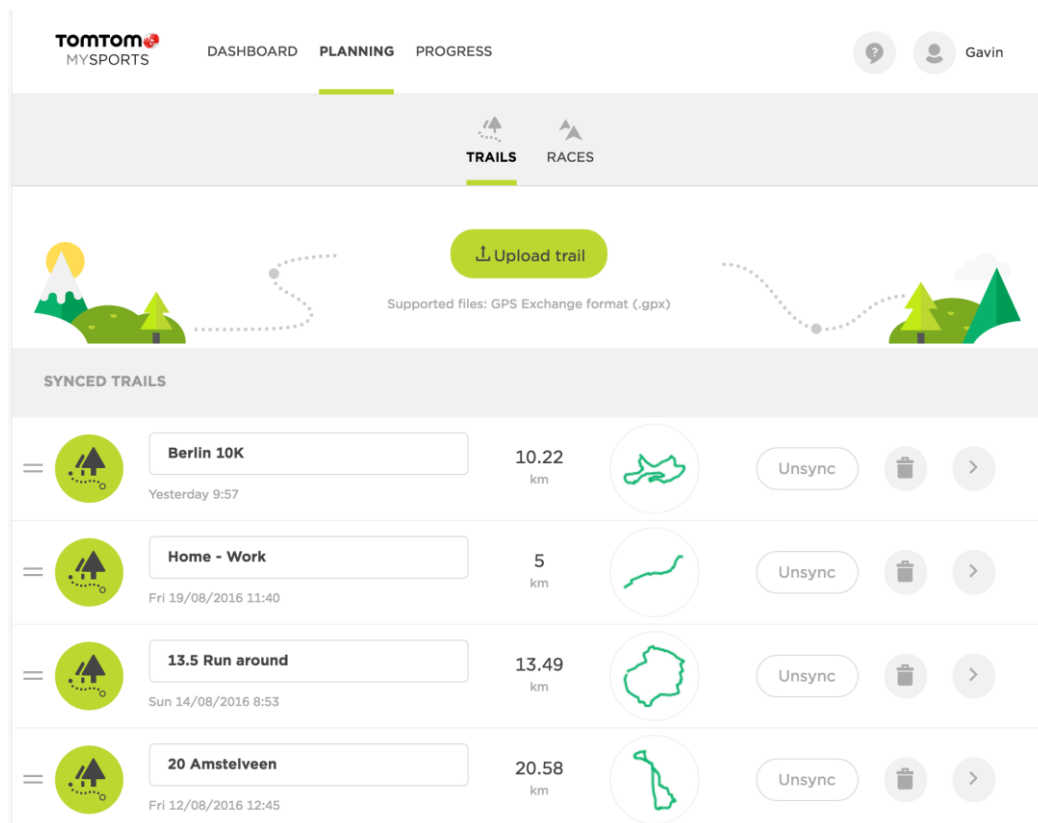 TOMTOM
MYSPORTS
DASHBOARD PLANNING PROGRESS
? Gavin
TRAILS RACES
Upload trail
Supported files: GPS Exchange format (.gpx)
SYNCED TRAILS
Berlin 10K
10.22
km
Unsync
Yesterday 9:57
Home - Work
5
km
Unsync
Fri 19/08/2016 11:40
13.5 Run around
13.49
km
Unsync
Sun 14/08/2016 8:53
20 Amstelveen
20.58
km
Unsync
Fri 12/08/2016 12:45